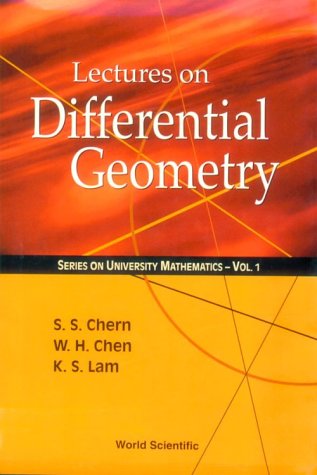 Lectures on
Differential
Geometry
SERIES ON UNIVERSITY MATHEMATICS – VOL. 1
S. S. Chern
W. H. Chen
K. S. Lam
World Scientific